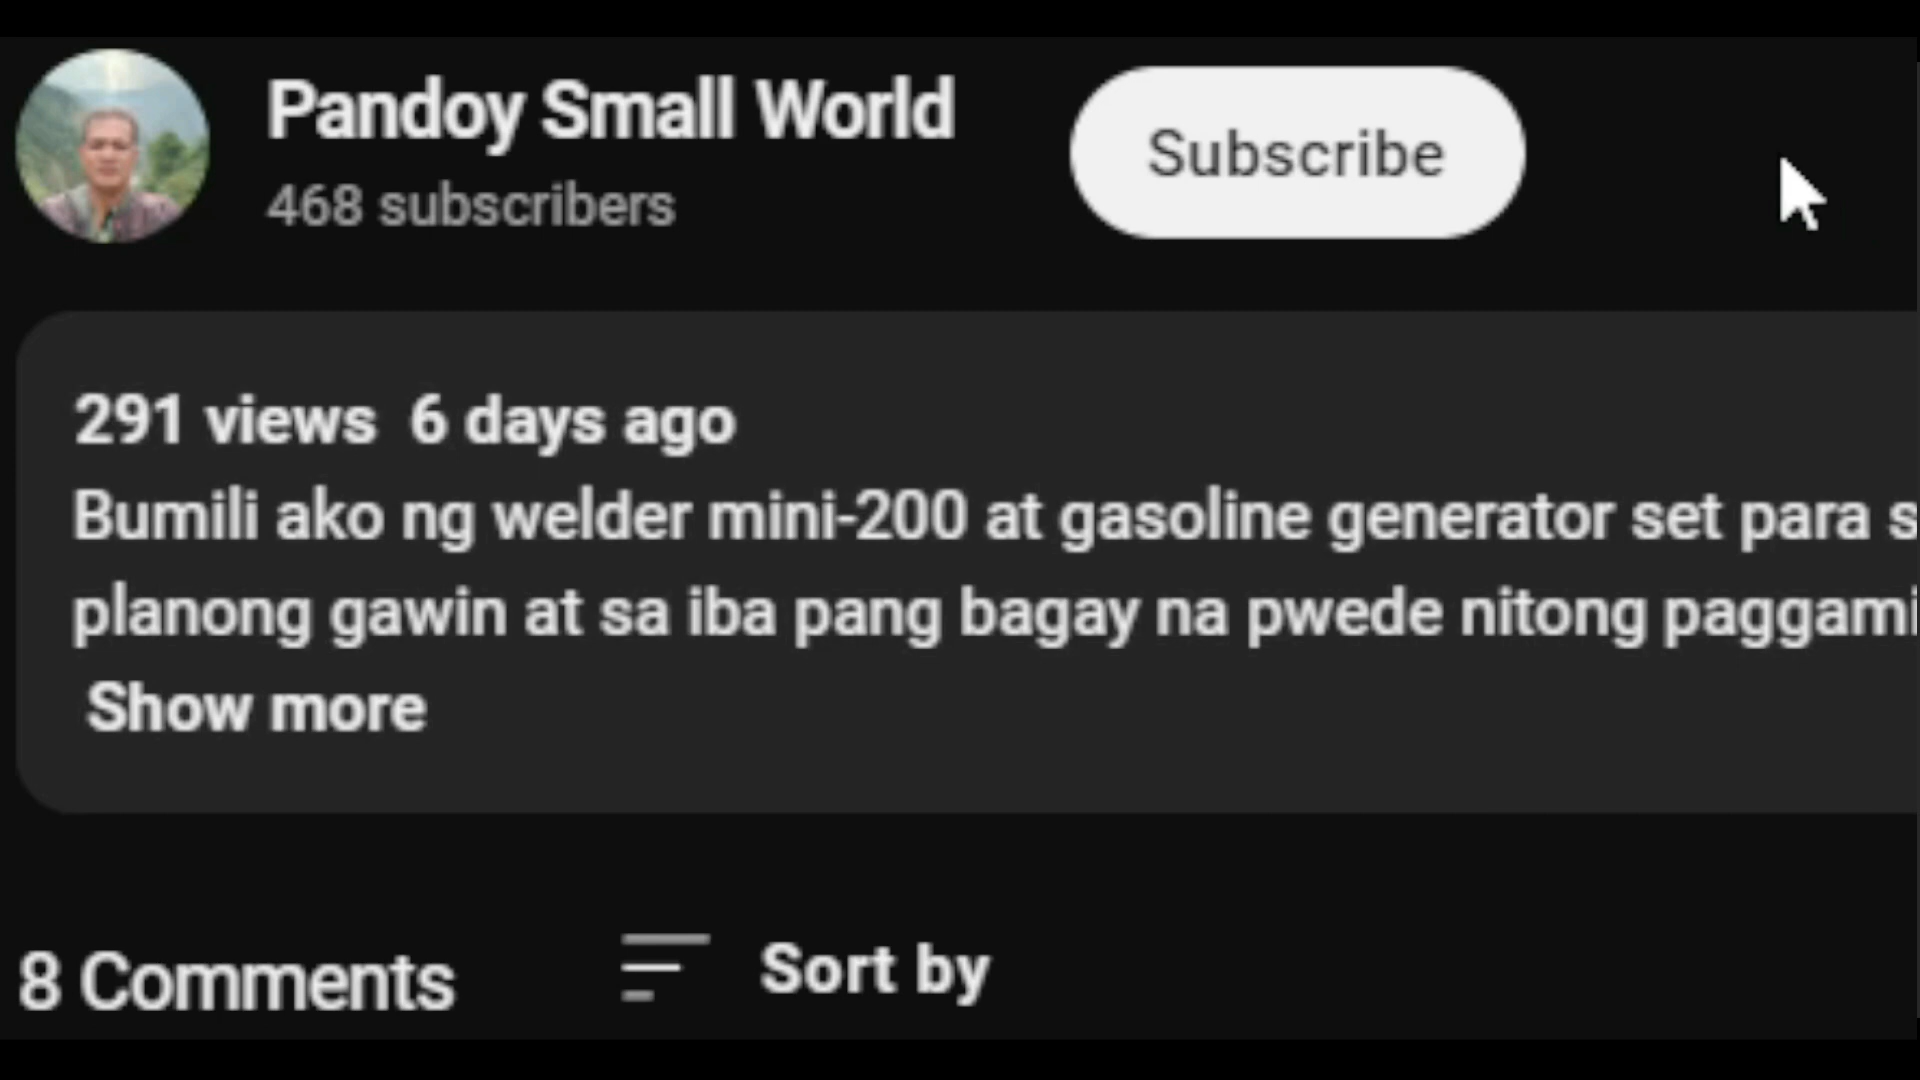 Pandoy Small World
Subscribe
468 subscribers
291 views 6 days ago
Bumili ako ng welder mini-200 at gasoline generator set para
planong gawin at sa iba pang bagay na pwede nitong
Show more
8 Comments
Sort by